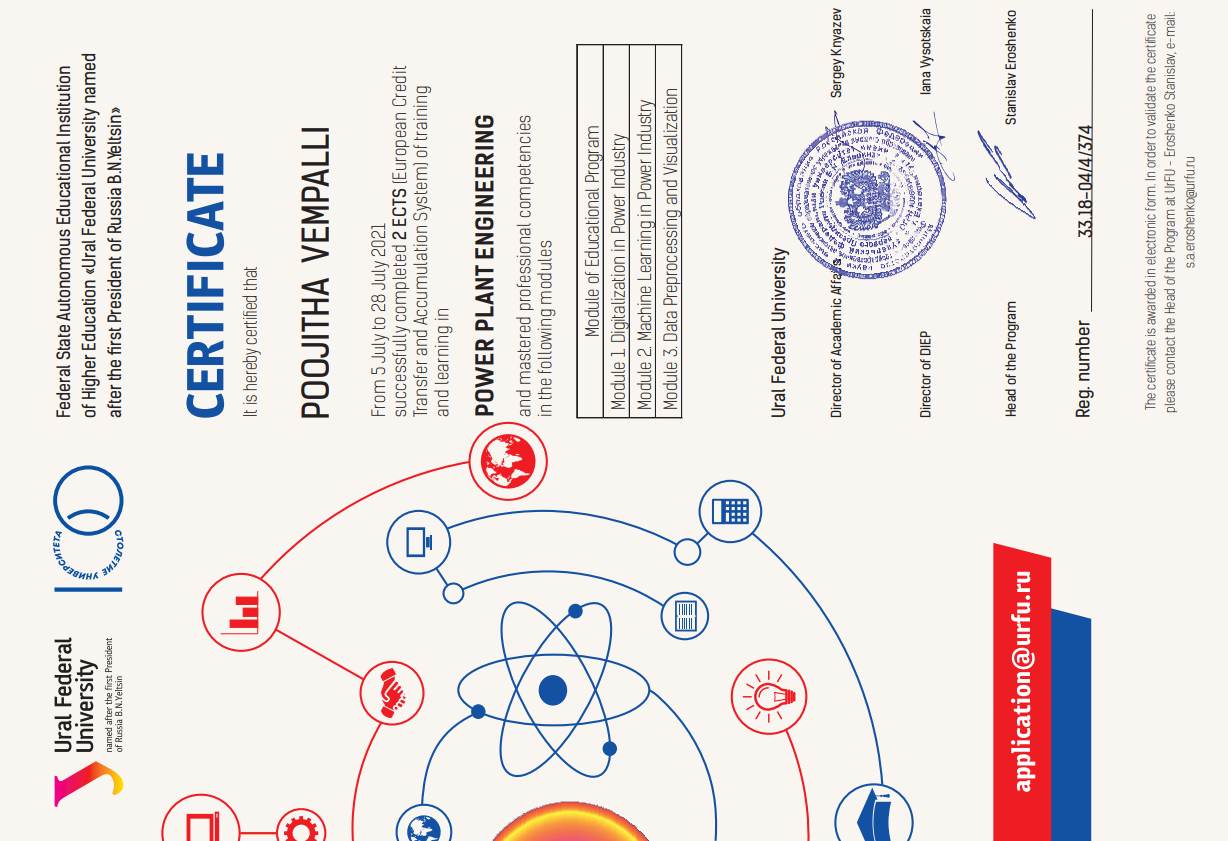 Ural Federal
University
named after the first President
of Russia B.N.Yeltsin
СТОЛЕТИЕ УНИВЕРСИТЕТА
Federal State Autonomous Educational Institution
of Higher Education «Ural Federal University named
after the first President of Russia B.N.Yeltsin»
CERTIFICATE
It is hereby certified that
POOJITHA VEMPALLI
From 5 July to 28 July 2021
successfully completed 2 ECTS (European Credit
Transfer and Accumulation System) of training
and learning in
POWER PLANT ENGINEERING
and mastered professional competencies
in the following modules
Module of Educational Program
Module 1. Digitalization in Power Industry
Module 2. Machine Learning in Power Industry
Module 3. Data Preprocessing and Visualization
Ural Federal University
Director of Academic Affairs Sergey Knyazev
Director of DIEP Iana Vysotskaia
Head of the Program Stanislav Eroshenko
Reg. number 3318-04/4/374
The certificate is awarded in electronic form. In order to validate the certificate
please contact the Head of the Program at UrFU - Eroshenko Stanislav, e-mail:
s.a.eroshenko@urfu.ru
application@urfu.ru